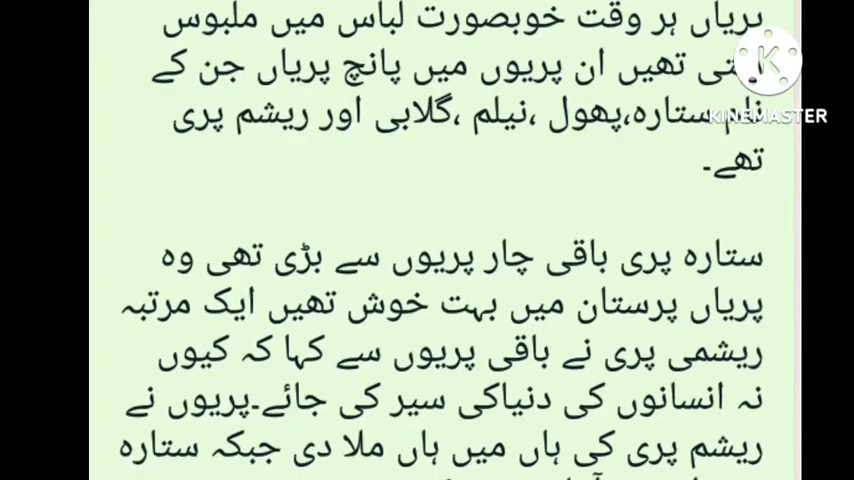 پریاں ہر وقت خوبصورت لباس میں ملبوس
تھیں ان پریوں میں پانچ پریاں جن کے
نام ستارہ،پھول ،نیلم ،گلابی اور ریشم پری
تھے۔
ستارہ پری باقی چار پریوں سے بڑی تھی وہ
پریاں پرستان میں بہت خوش تھیں ایک مرتبہ
ریشمی پری نے باقی پریوں سے کہا کہ کیوں
نہ انسانوں کی دنیاکی سیر کی جائے۔پریوں نے
ریشم پری کی ہاں میں ہاں ملا دی جبکہ ستارہ
KINEMASTER